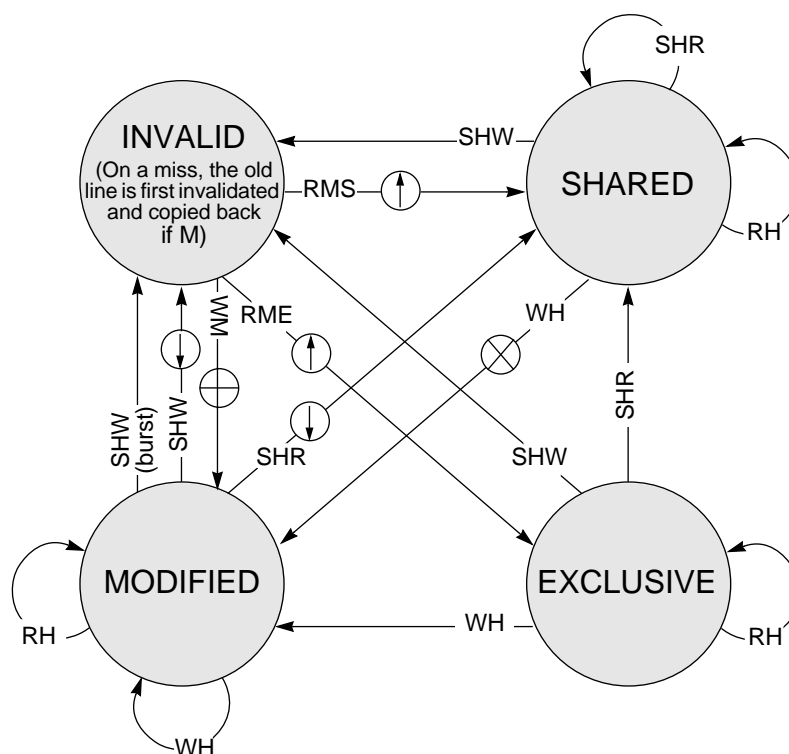 SHR
INVALID
(On a miss, the old
line is first invalidated
and copied back
if M)
SHW
RMS
SHARED
RH
WM
RME
WH
SHW
(burst)
SHW
SHR
SHW
SHR
MODIFIED
EXCLUSIVE
RH
WH
RH
WH